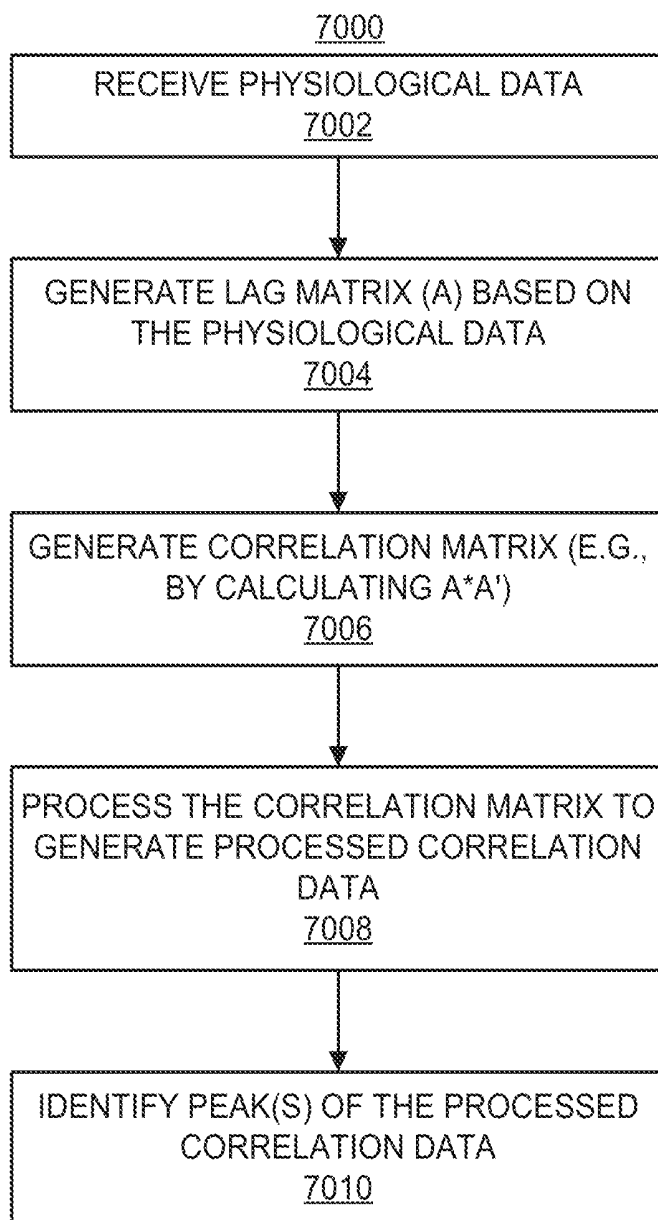 7000
RECEIVE PHYSIOLOGICAL DATA
7002
GENERATE LAG MATRIX (A) BASED ON
THE PHYSIOLOGICAL DATA
7004
GENERATE CORRELATION MATRIX (E.G.,
BY CALCULATING A*A')
7006
PROCESS THE CORRELATION MATRIX TO
GENERATE PROCESSED CORRELATION
DATA
7008
IDENTIFY PEAK(S) OF THE PROCESSED
CORRELATION DATA
7010